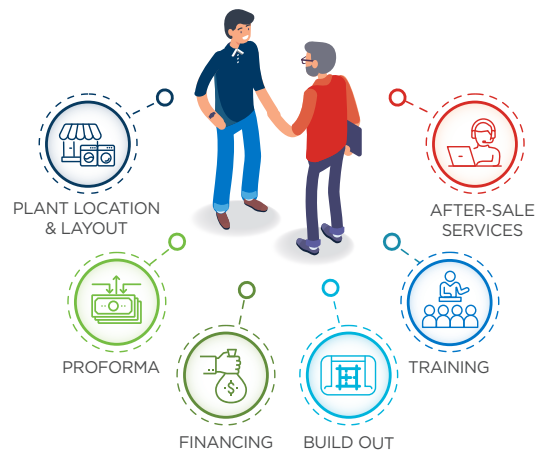 PLANT LOCATION
& LAYOUT
PROFORMA
$
FINANCING
BUILD OUT
TRAINING
AFTER-SALE
SERVICES